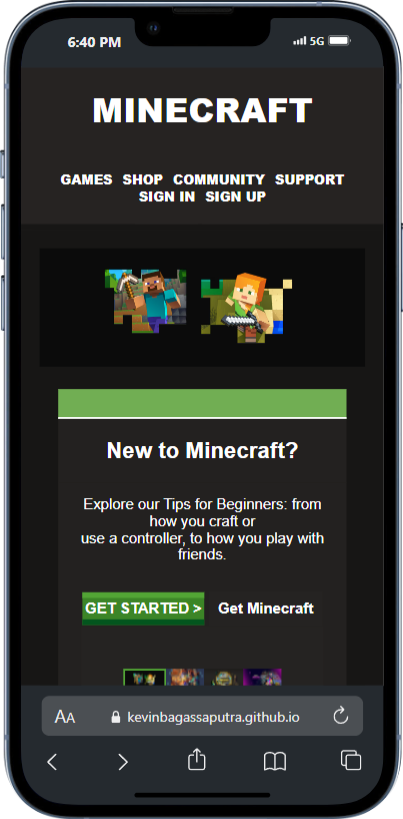 6:40 PM
5G
MINECRAFT
GAMES SHOP COMMUNITY SUPPORT
SIGN IN SIGN UP
New to Minecraft?
Explore our Tips for Beginners: from
how you craft or
use a controller, to how you play with
friends.
GET STARTED > Get Minecraft
AA kevinbagassaputra.github.io